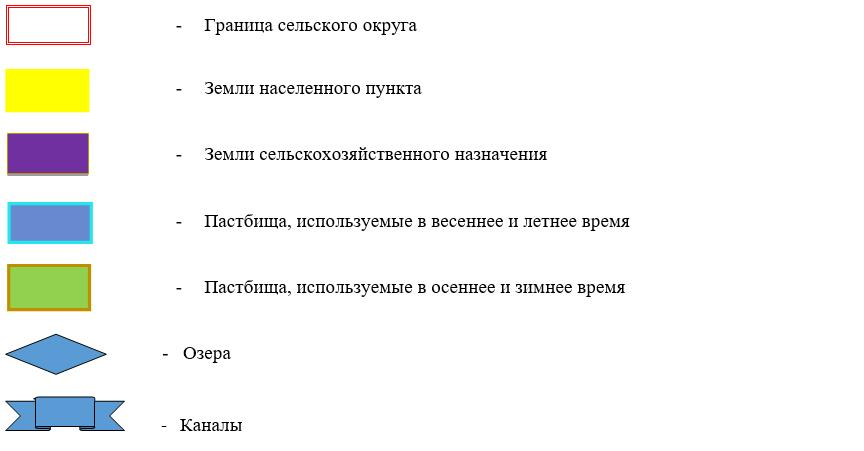 - Граница сельского округа
- Земли населенного пункта
- Земли сельскохозяйственного назначения
- Пастбища, используемые в весеннее и летнее время
- Пастбища, используемые в осеннее и зимнее время
- Озера
- Каналы